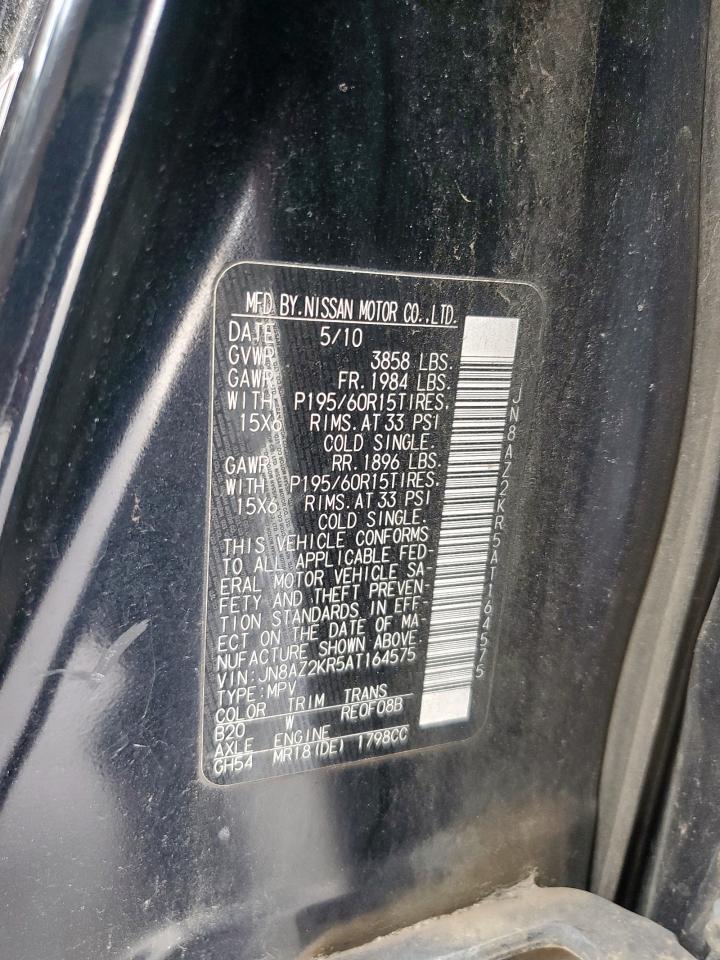 MFD BY.NISSAN MOTOR CO.,LTD.
DATE 5/10
GVWR 3858 LBS.
GAWR FR.1984 LBS.
WITH P195/60R15TIRES.
15X6 RIMS.AT 33 PSI
COLD SINGLE.
GAWR RR.1896 LBS.
WITH P195/60R15TIRES.
15X6 RIMS.AT 33 PSI
COLD SINGLE.
THIS VEHICLE CONFORMS
TO ALL APPLICABLE FED-
ERAL MOTOR VEHICLE SA-
FETY AND THEFT PREVEN-
TION STANDARDS IN EFF-
ECT ON THE DATE OF MA-
NUFACTURE SHOWN ABOVE.
VIN:JN8AZ2KR5AT164575
TYPE:MPV
COLOR TRIM TRANS
B20 W RE0F08B
AXLE ENGINE
GH54 MR18(DE) 1798CC
JN8AZ2KR5AT164575